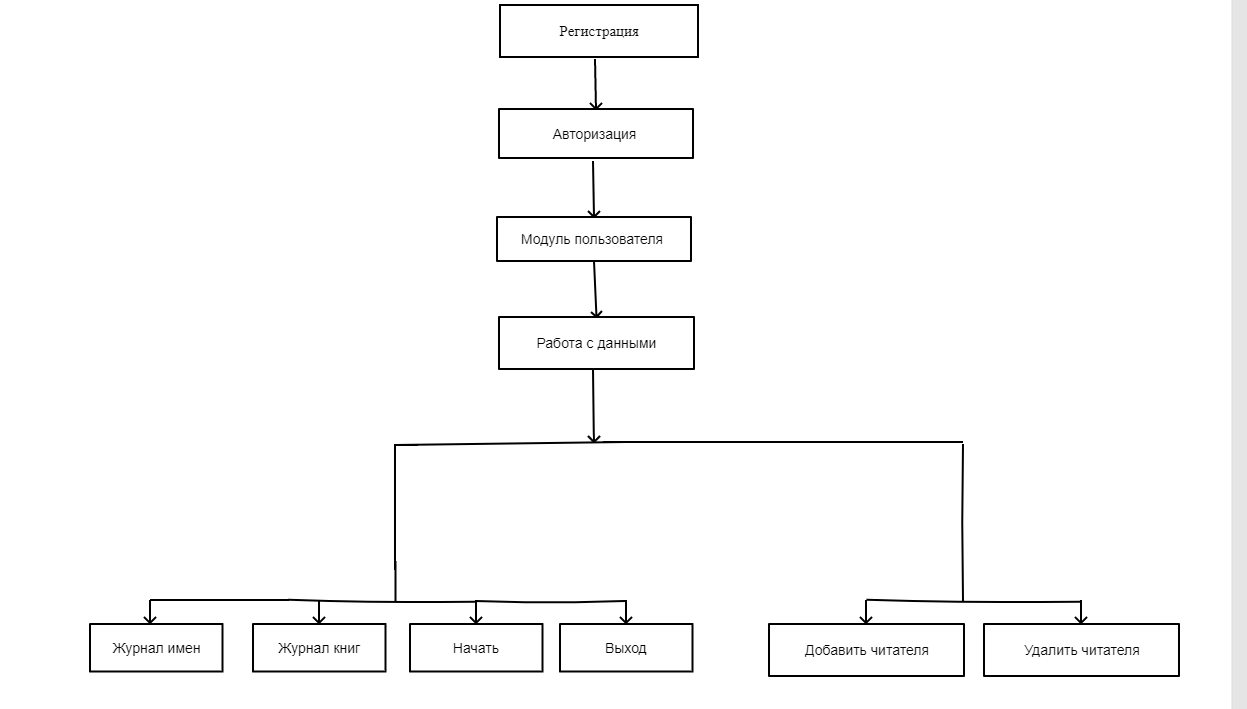 Регистрация
Авторизация
Модуль пользователя
Работа с данными
Журнал имен
Журнал книг
Начать
Выход
Добавить читателя
Удалить читателя